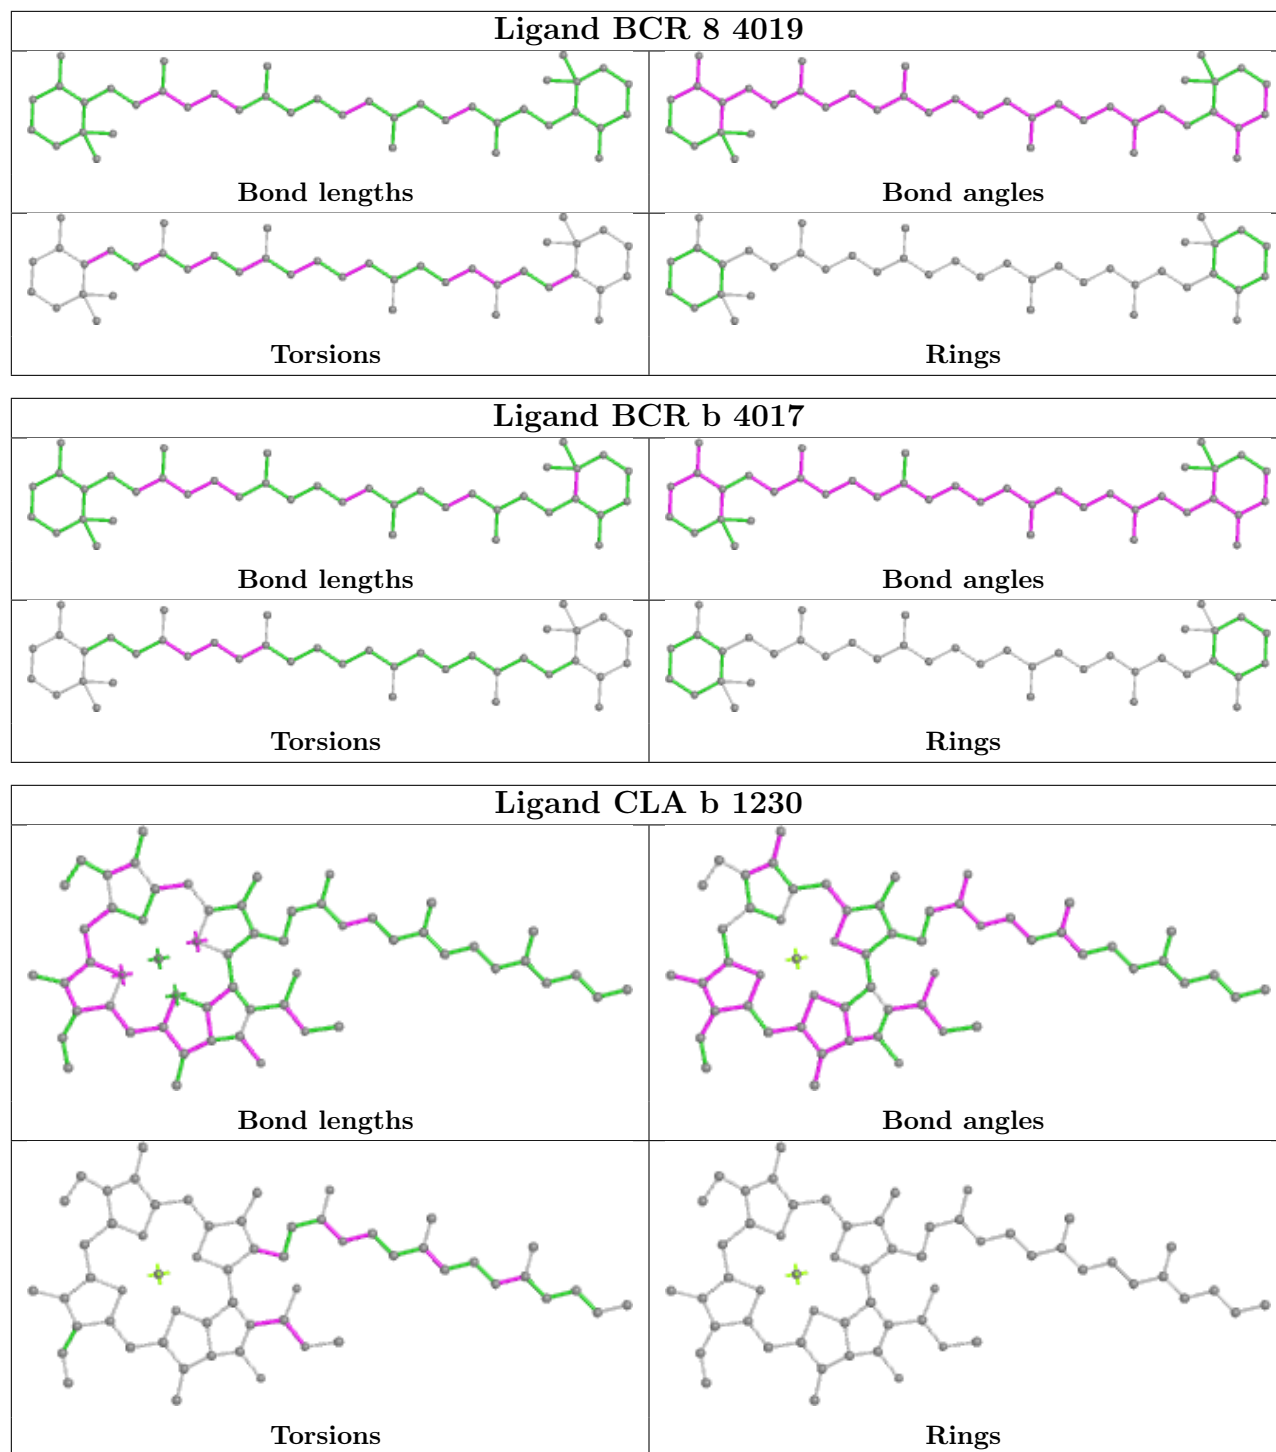 Ligand BCR 8 4019
Bond lengths
Bond angles
Torsions
Rings
Ligand BCR b 4017
Bond lengths
Bond angles
Torsions
Rings
Ligand CLA b 1230
Bond lengths
Bond angles
Torsions
Rings